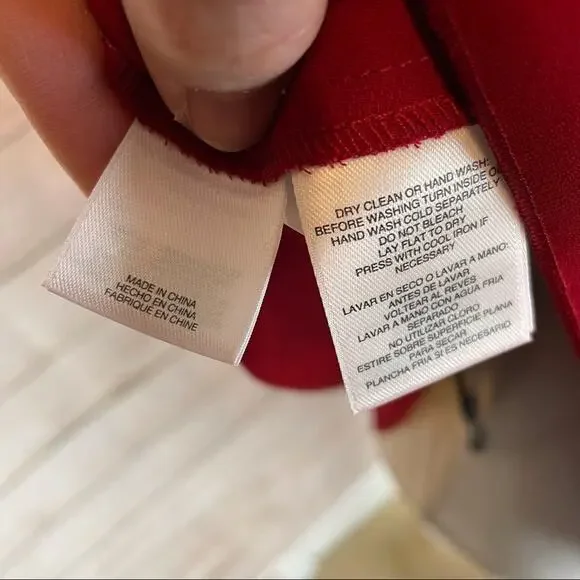 MADE IN CHINA
HECHO EN CHINA
FABRIQUE EN CHINE
DRY CLEAN OR HAND WASH:
BEFORE WASHING TURN INSIDE O
HAND WASH COLD SEPARATELY
DO NOT BLEACH
LAY FLAT TO DRY
PRESS WITH COOL IRON IF
NECESSARY
LAVAR EN SECO O LAVAR A MANO:
ANTES DE LAVAR
VOLTEAR AL REVES
LAVAR A MANO CON AGUA FRIA
SEPARADO
NO UTILIZAR CLORO
ESTIRE SOBRE SUPERFICIE PLANA
PARA SECAR
PLANCHA FRIA SI ES NECESARIO